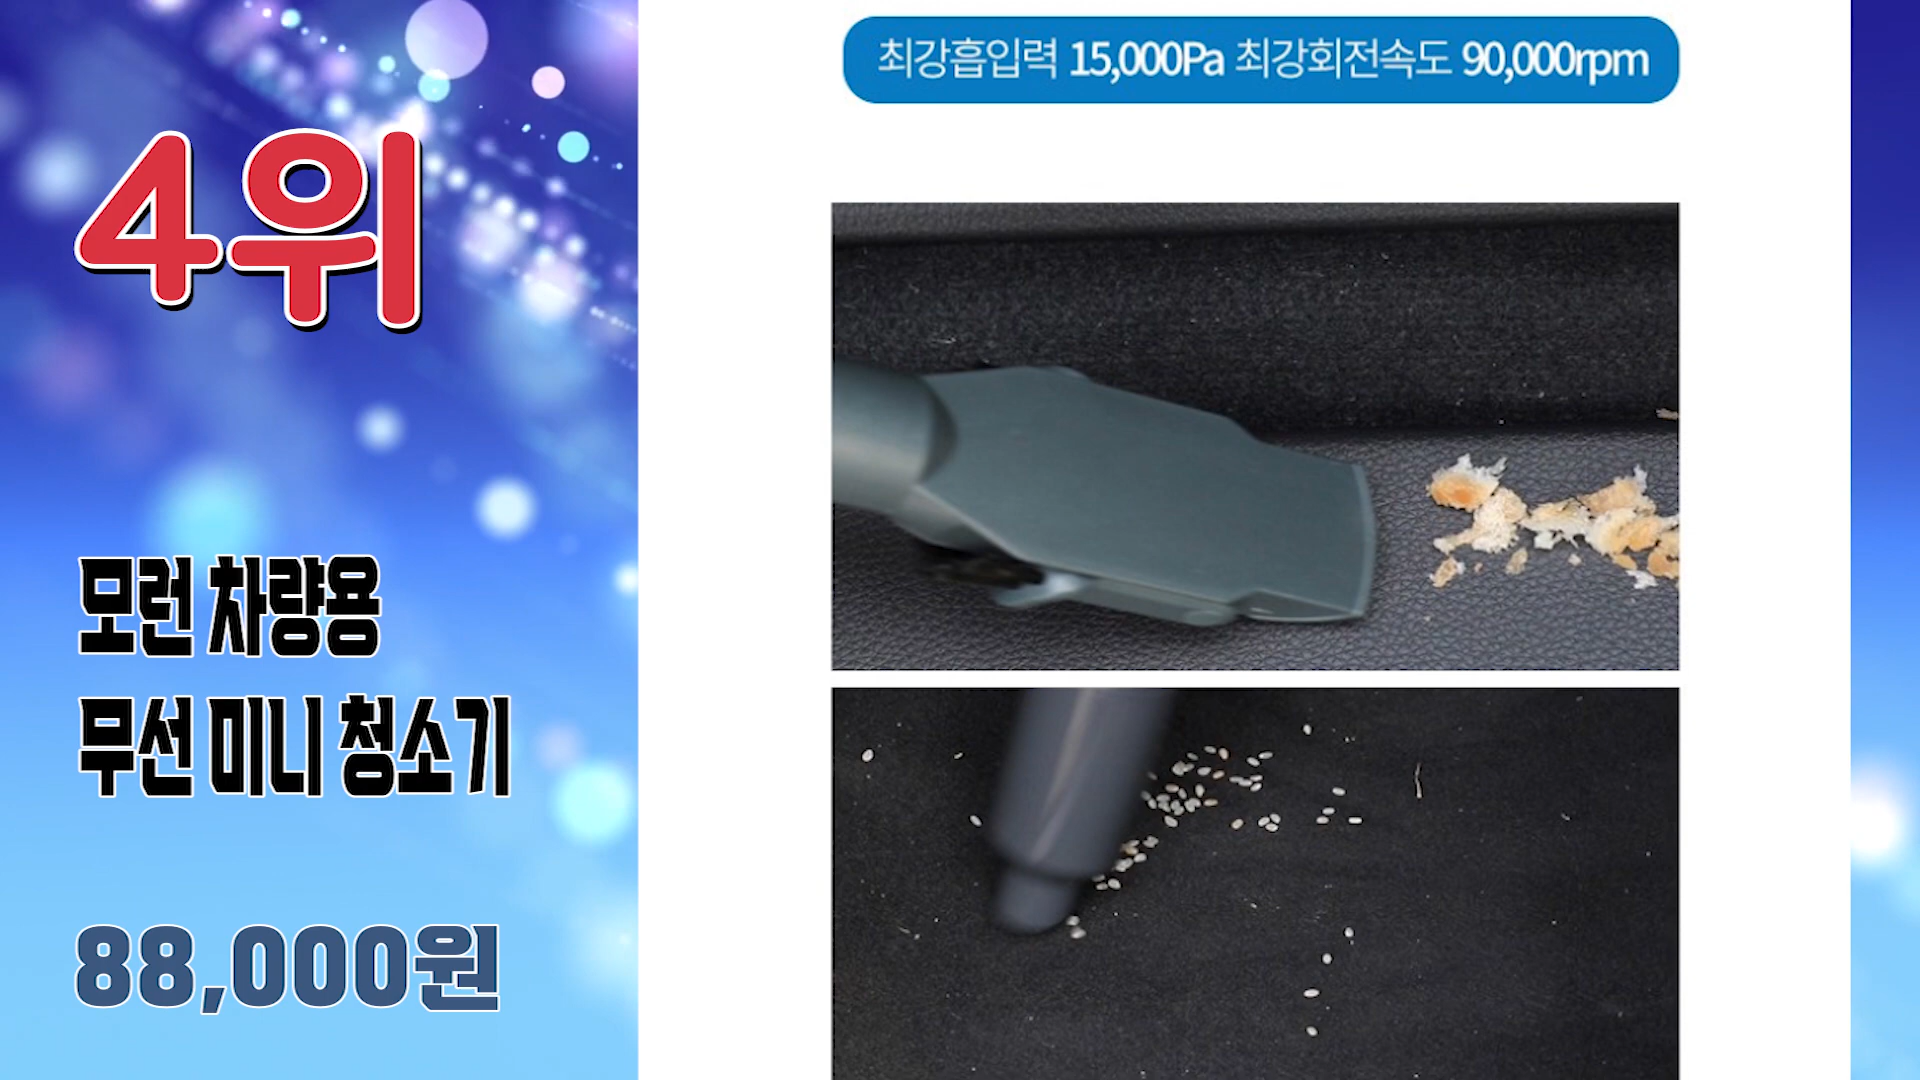 4위
모런 차량용
무선 미니 청소기
88,000원
최강흡입력 15,000Pa 최강회전속도 90,000rpm